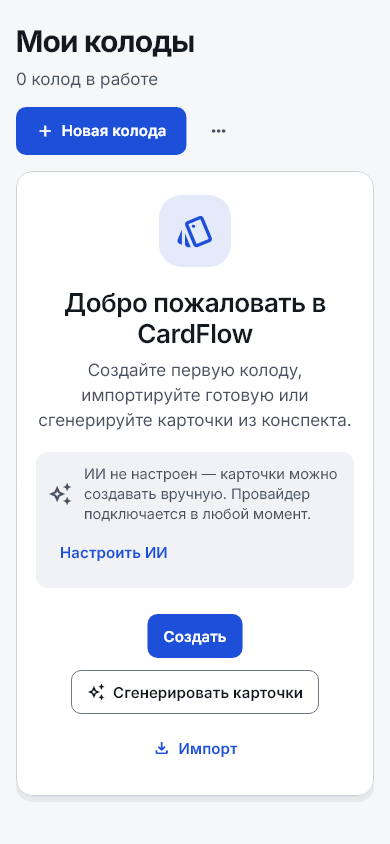 Мои колоды
0 колод в работе
+ Новая колода
Добро пожаловать в
CardFlow
Создайте первую колоду,
импортируйте готовую или
сгенерируйте карточки из конспекта.
ИИ не настроен — карточки можно
создавать вручную. Провайдер
подключается в любой момент.
Настроить ИИ
Создать
Сгенерировать карточки
Импорт